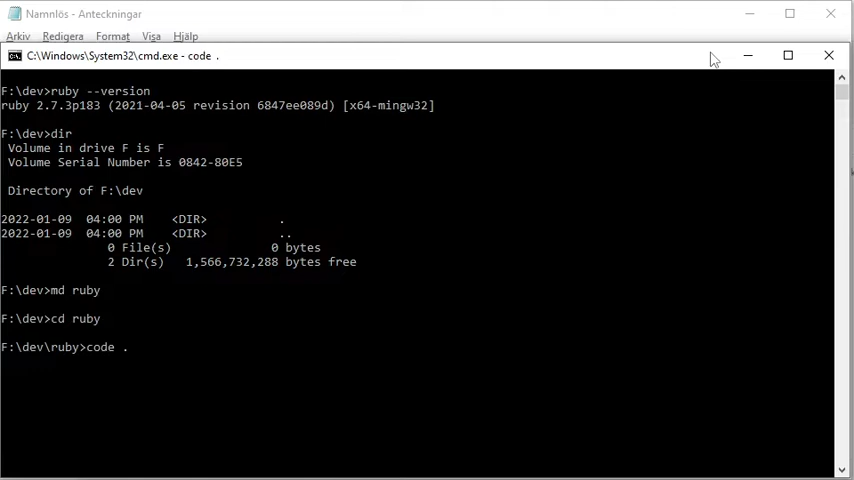 Namnlös - Anteckningar
Arkiv Redigera Format Visa Hjälp
C:\Windows\System32\cmd.exe - code .
F:\dev>ruby --version
ruby 2.7.3p183 (2021-04-05 revision 6847ee089d) [x64-mingw32]
F:\dev>dir
Volume in drive F is F
Volume Serial Number is 0842-80E5
Directory of F:\dev
2022-01-09 04:00 PM <DIR> .
2022-01-09 04:00 PM <DIR> ..
0 File(s) 0 bytes
2 Dir(s) 1,566,732,288 bytes free
F:\dev>md ruby
F:\dev>cd ruby
F:\dev\ruby>code .